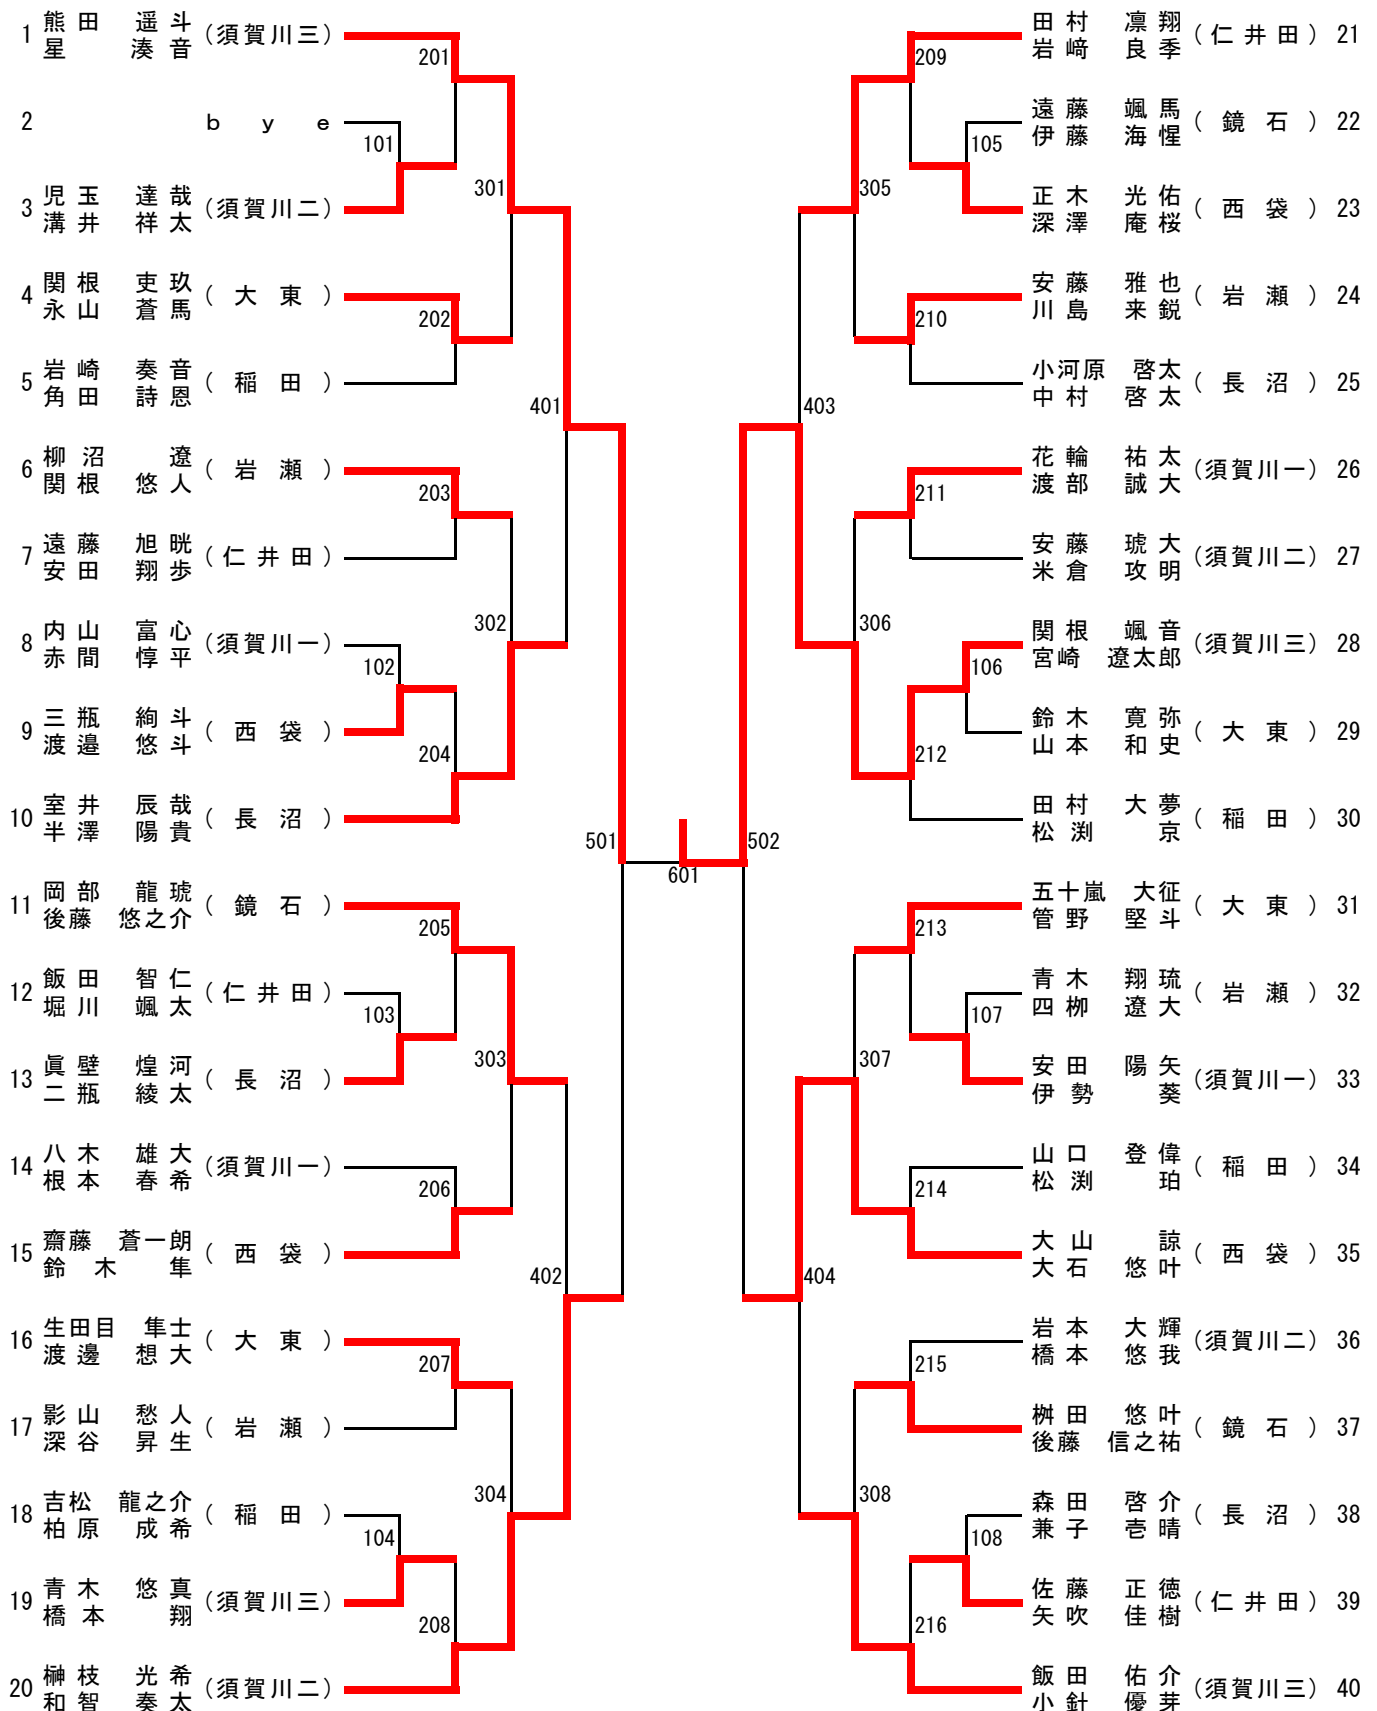 1 熊田 遥斗 (須賀川三)
星 湊音
201
2 bye
101
3 児玉 達哉 (須賀川二)
溝井 祥太
301
4 関根 吏玖 (大東)
永山 蒼馬
202
5 岩崎 奏音 (稲田)
角田 詩恩
401
6 柳沼 遼 (岩瀬)
関根 悠人
203
7 遠藤 旭晄 (仁井田)
安田 翔歩
302
8 内山 富心 (須賀川一)
赤間 惇平
102
9 三瓶 絢斗 (西袋)
渡邉 悠斗
204
10 室井 辰哉 (長沼)
半澤 陽貴
501
11 岡部 龍琥 (鏡石)
後藤 悠之介
205
12 飯田 智仁 (仁井田)
堀川 颯太
103
13 眞壁 煌河 (長沼)
二瓶 綾太
303
14 八木 雄大 (須賀川一)
根本 春希
206
15 齋藤 蒼一朗 (西袋)
鈴木 隼
402
16 生田目 隼士 (大東)
渡邊 想大
207
17 影山 愁人 (岩瀬)
深谷 昇生
304
18 吉松 龍之介 (稲田)
柏原 成希
104
19 青木 悠真 (須賀川三)
橋本 翔
208
20 榊枝 光希 (須賀川二)
和智 奏太
601
田村 凛翔 (仁井田) 21
岩﨑 良季
209
遠藤 颯馬 (鏡石) 22
伊藤 海惺
105
正木 光佑 (西袋) 23
深澤 庵桜
305
安藤 雅也 (岩瀬) 24
川島 来鋭
210
小河原 啓太 (長沼) 25
中村 啓太
403
花輪 祐太 (須賀川一) 26
渡部 誠大
211
安藤 琥大 (須賀川二) 27
米倉 攻明
306
関根 颯音 (須賀川三) 28
宮崎 遼太郎
106
鈴木 寛弥 (大東) 29
山本 和史
212
田村 大夢 (稲田) 30
松渕 京
502
五十嵐 大征 (大東) 31
管野 堅斗
213
青木 翔琉 (岩瀬) 32
四栁 遼大
107
安田 陽矢 (須賀川一) 33
伊勢 葵
307
山口 登偉 (稲田) 34
松渕 珀
214
大山 諒 (西袋) 35
大石 悠叶
404
岩本 大輝 (須賀川二) 36
橋本 悠我
215
桝田 悠叶 (鏡石) 37
後藤 信之祐
308
森田 啓介 (長沼) 38
兼子 壱晴
108
佐藤 正徳 (仁井田) 39
矢吹 佳樹
216
飯田 佑介 (須賀川三) 40
小針 優芽